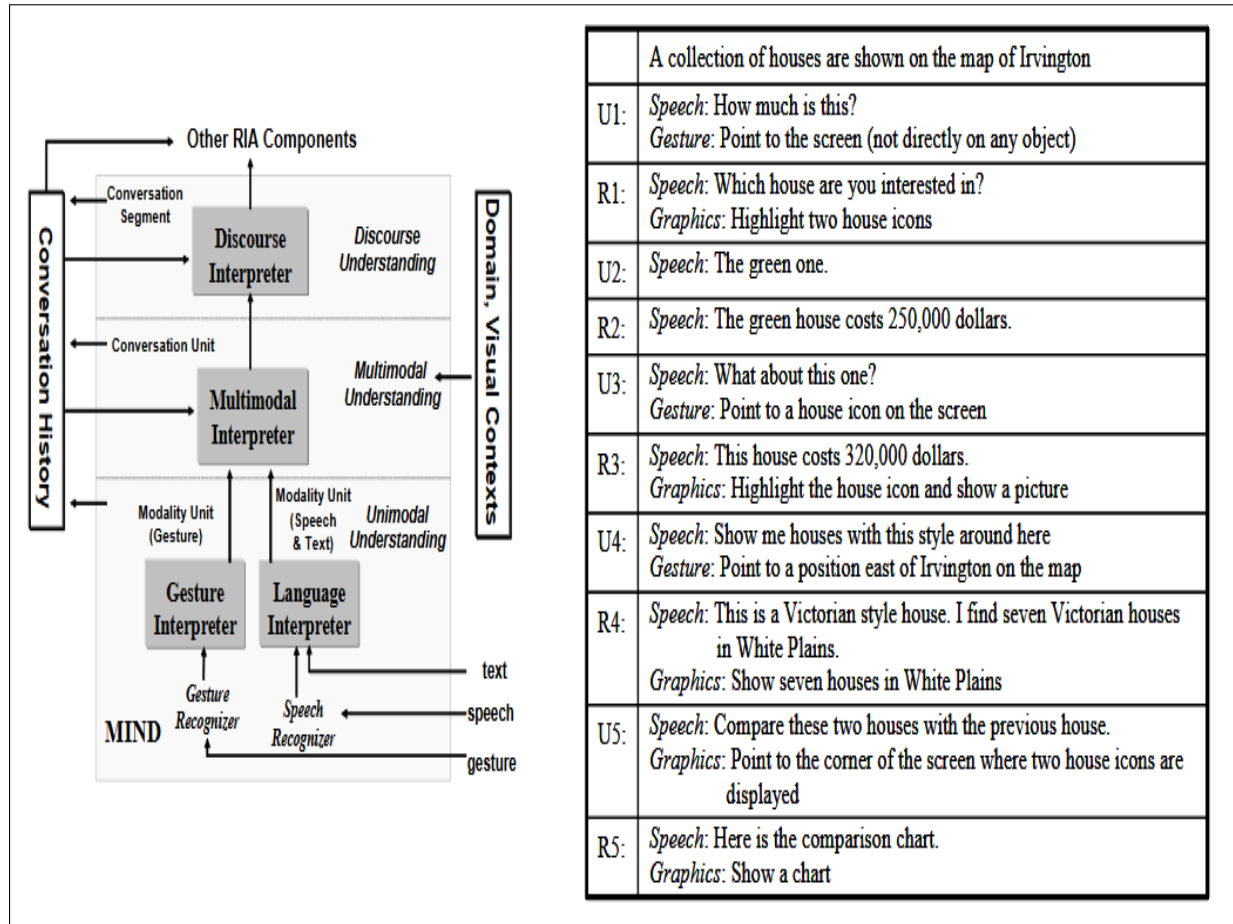 Other RIA Components
Conversation
Segment
Discourse
Interpreter
Discourse
Understanding
Conversation History
Domain, Visual Contexts
Conversation Unit
Multimodal
Interpreter
Multimodal
Understanding
Modality Unit
(Gesture)
Modality Unit
(Speech
& Text)
Unimodal
Understanding
Gesture
Interpreter
Language
Interpreter
text
Gesture
Recognizer
Speech
Recognizer
speech
MIND
gesture
A collection of houses are shown on the map of Irvington
U1: Speech: How much is this?
Gesture: Point to the screen (not directly on any object)
R1: Speech: Which house are you interested in?
Graphics: Highlight two house icons
U2: Speech: The green one.
R2: Speech: The green house costs 250,000 dollars.
U3: Speech: What about this one?
Gesture: Point to a house icon on the screen
R3: Speech: This house costs 320,000 dollars.
Graphics: Highlight the house icon and show a picture
U4: Speech: Show me houses with this style around here
Gesture: Point to a position east of Irvington on the map
R4: Speech: This is a Victorian style house. I find seven Victorian houses
in White Plains.
Graphics: Show seven houses in White Plains
U5: Speech: Compare these two houses with the previous house.
Graphics: Point to the corner of the screen where two house icons are
displayed
R5: Speech: Here is the comparison chart.
Graphics: Show a chart